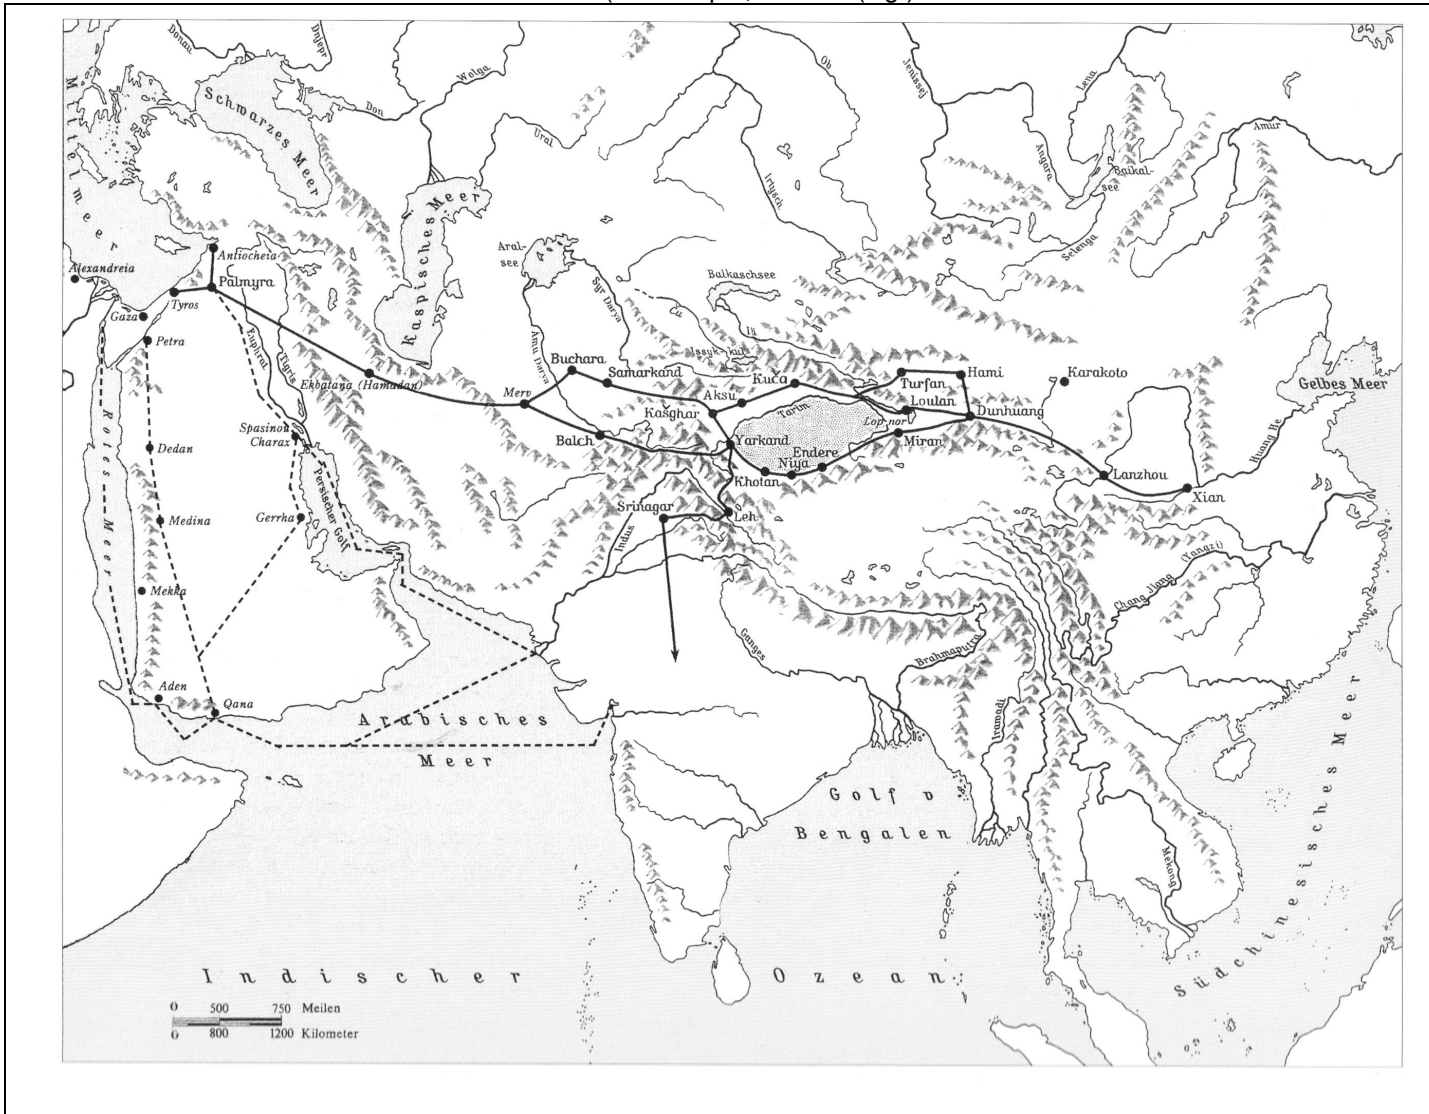 Donau
Dnjepr
Wolga
Don
Ural
Ob
Jenissej
Irtysch
Angara
Lena
Baikal-
see
Amur
Selenga
Mittelmeer
Schwarzes Meer
Kaspisches Meer
Aral-
see
Syr Darya
Amu Darya
Balkaschsee
Cu
Ili
Issyk-kul
Antiocheia
Alexandreia
Palmyra
Tyros
Gaza
Petra
Euphrat
Tigris
Ekbatana (Hamadan)
Merv
Buchara
Samarkand
Balch
Kašghar
Aksu
Kuča
Turfan
Hami
Karakoto
Loulan
Lop-nor
Dunhuang
Miran
Tarim
Yarkand
Endere
Niya
Khotan
Leh
Srinagar
Indus
Lanzhou
Xian
Huang He
Gelbes Meer
Spasinou
Charax
Persischer Golf
Gerrha
Dedan
Medina
Mekka
Rotes Meer
Aden
Qana
Arabisches
Meer
Ganges
Brahmaputra
Irawadi
Chang Jiang (Yangzi)
Mekong
Golf v
Bengalen
Südchinesisches Meer
Indischer Ozean
0 500 750 Meilen
0 800 1200 Kilometer